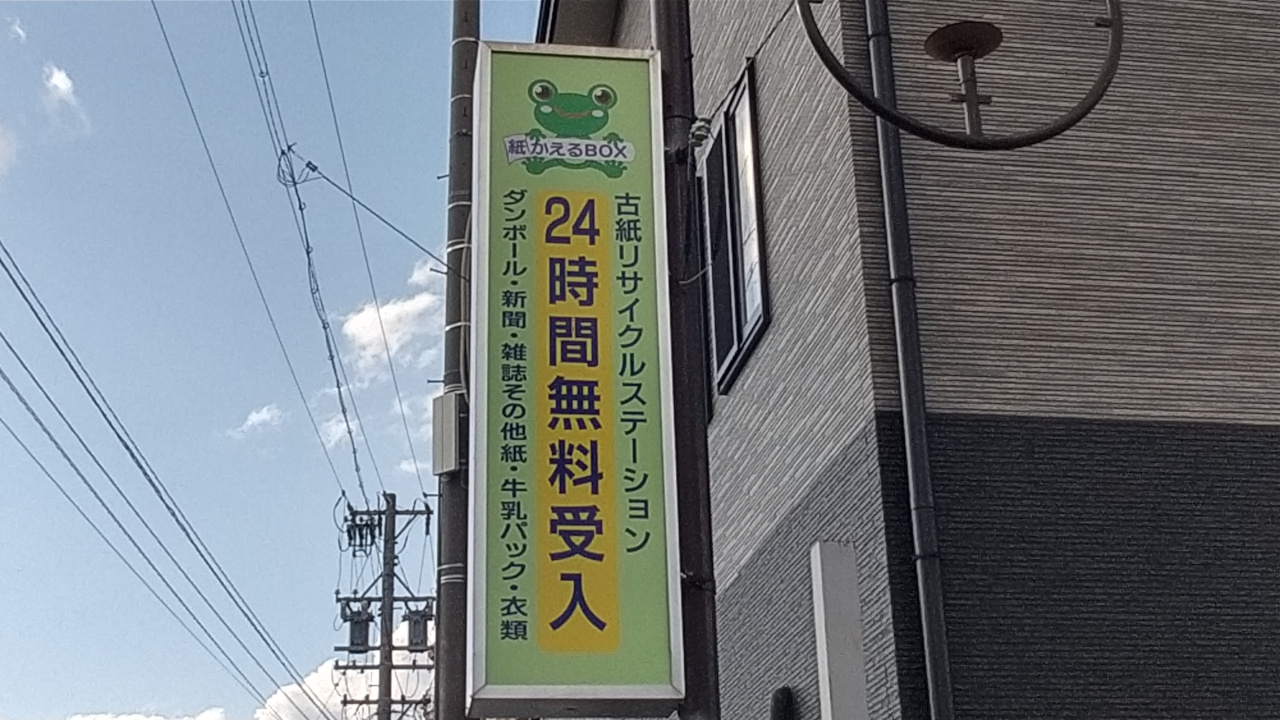 紙かえるBOX
古紙リサイクルステーション
24時間無料受入
ダンボール・新聞・雑誌その他紙・牛乳パック・衣類